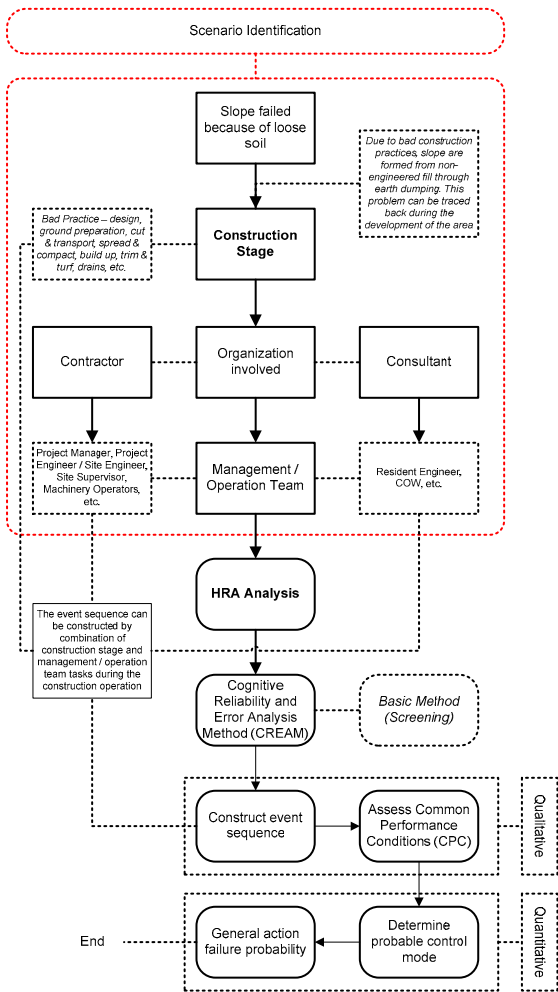 Scenario Identification
Slope failed
because of loose
soil
Due to bad construction
practices, slope are
formed from non-
engineered fill through
earth dumping. This
problem can be traced
back during the
development of the area
Bad Practice – design,
ground preparation, cut
& transport, spread &
compact, build up, trim &
turf, drains, etc.
Construction
Stage
Contractor
Organization
involved
Consultant
Project Manager, Project
Engineer / Site Engineer,
Site Supervisor,
Machinery Operators,
etc.
Management /
Operation Team
Resident Engineer,
COW, etc.
HRA Analysis
The event sequence can
be constructed by
combination of
construction stage and
management / operation
team tasks during the
construction operation
Cognitive
Reliability and
Error Analysis
Method (CREAM)
Basic Method
(Screening)
Construct event
sequence
Assess Common
Performance
Conditions (CPC)
Qualitative
End
General action
failure probability
Determine
probable control
mode
Quantitative